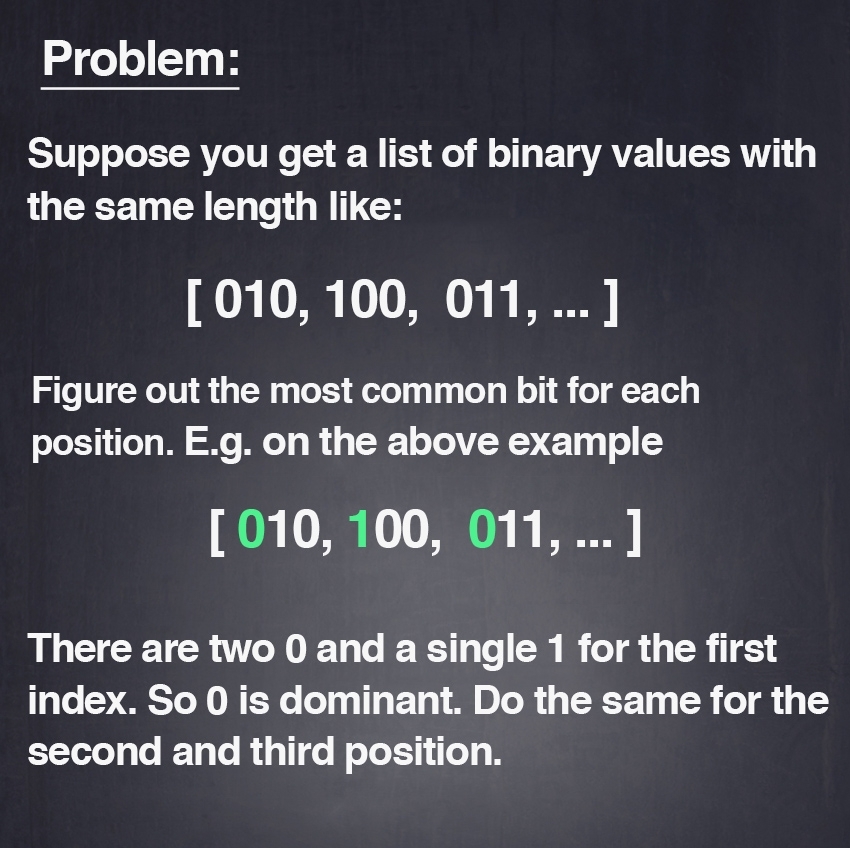 Problem:
Suppose you get a list of binary values with
the same length like:
[ 010, 100, 011, ... ]
Figure out the most common bit for each
position. E.g. on the above example
[ 010, 100, 011, ... ]
There are two 0 and a single 1 for the first
index. So 0 is dominant. Do the same for the
second and third position.